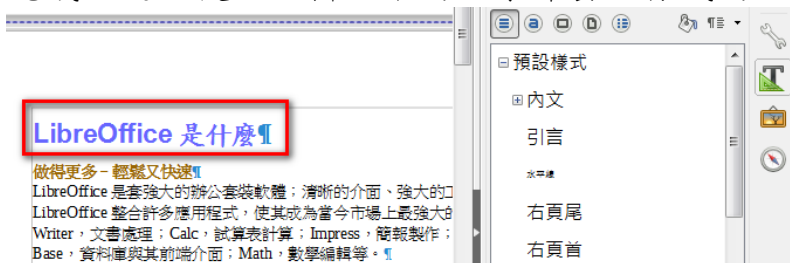 LibreOffice 是什麼¶
做得更多－輕鬆又快速¶
LibreOffice 是套強大的辦公套裝軟體；清晰的介面、強大的
LibreOffice 整合許多應用程式，使其成為當今市場上最強大的
Writer，文書處理；Calc，試算表計算；Impress，簡報製作；
Base，資料庫與其前端介面；Math，數學編輯等。¶
預設樣式
內文
引言
水平線
右頁尾
右頁首